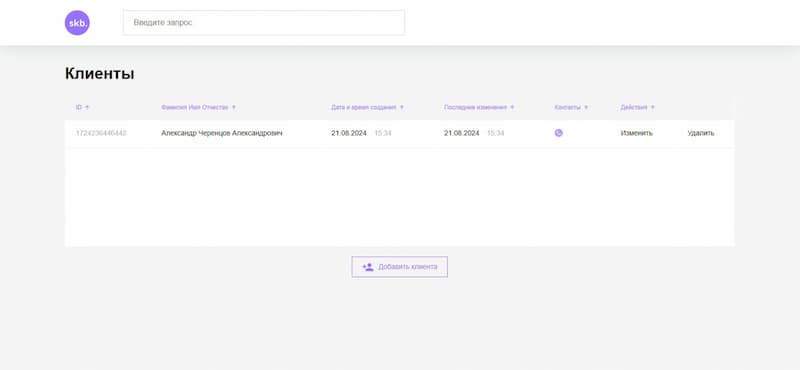 skb.
Введите запрос
Клиенты
ID Фамилия Имя Отчество Дата и время создания Последние изменения Контакты Действия
1724236446442 Александр Черенцов Александрович 21.08.2024 15:34 21.08.2024 15:34 Изменить Удалить
Добавить клиента